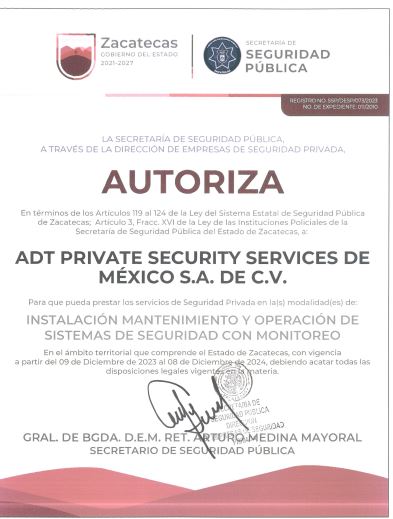 Zacatecas
GOBIERNO DEL ESTADO
2021-2027
SECRETARÍA DE
SEGURIDAD
PÚBLICA
REGISTRO NO. SSP/DESP/073/2023
NO. DE EXPEDIENTE: 011/2010
LA SECRETARÍA DE SEGURIDAD PÚBLICA,
A TRAVÉS DE LA DIRECCIÓN DE EMPRESAS DE SEGURIDAD PRIVADA,
AUTORIZA
En términos de los Artículos 119 al 124 de la Ley del Sistema Estatal de Seguridad Pública
de Zacatecas; Artículo 3, Fracc. XVI de la Ley de las Instituciones Policiales de la
Secretaría de Seguridad Pública del Estado de Zacatecas, a:
ADT PRIVATE SECURITY SERVICES DE
MÉXICO S.A. DE C.V.
Para que pueda prestar los servicios de Seguridad Privada en la(s) modalidad(es) de:
INSTALACIÓN MANTENIMIENTO Y OPERACIÓN DE
SISTEMAS DE SEGURIDAD CON MONITOREO
En el ámbito territorial que comprende el Estado de Zacatecas, con vigencia
a partir del 09 de Diciembre de 2023 al 08 de Diciembre de 2024, debiendo acatar todas las
disposiciones legales vigentes en la materia.
SECRETARÍA DE
SEGURIDAD PÚBLICA
DIRECCIÓN
SEGURIDAD
GRAL. DE BGDA. D.E.M. RET. ARTURO MEDINA MAYORAL
SECRETARIO DE SEGURIDAD PÚBLICA